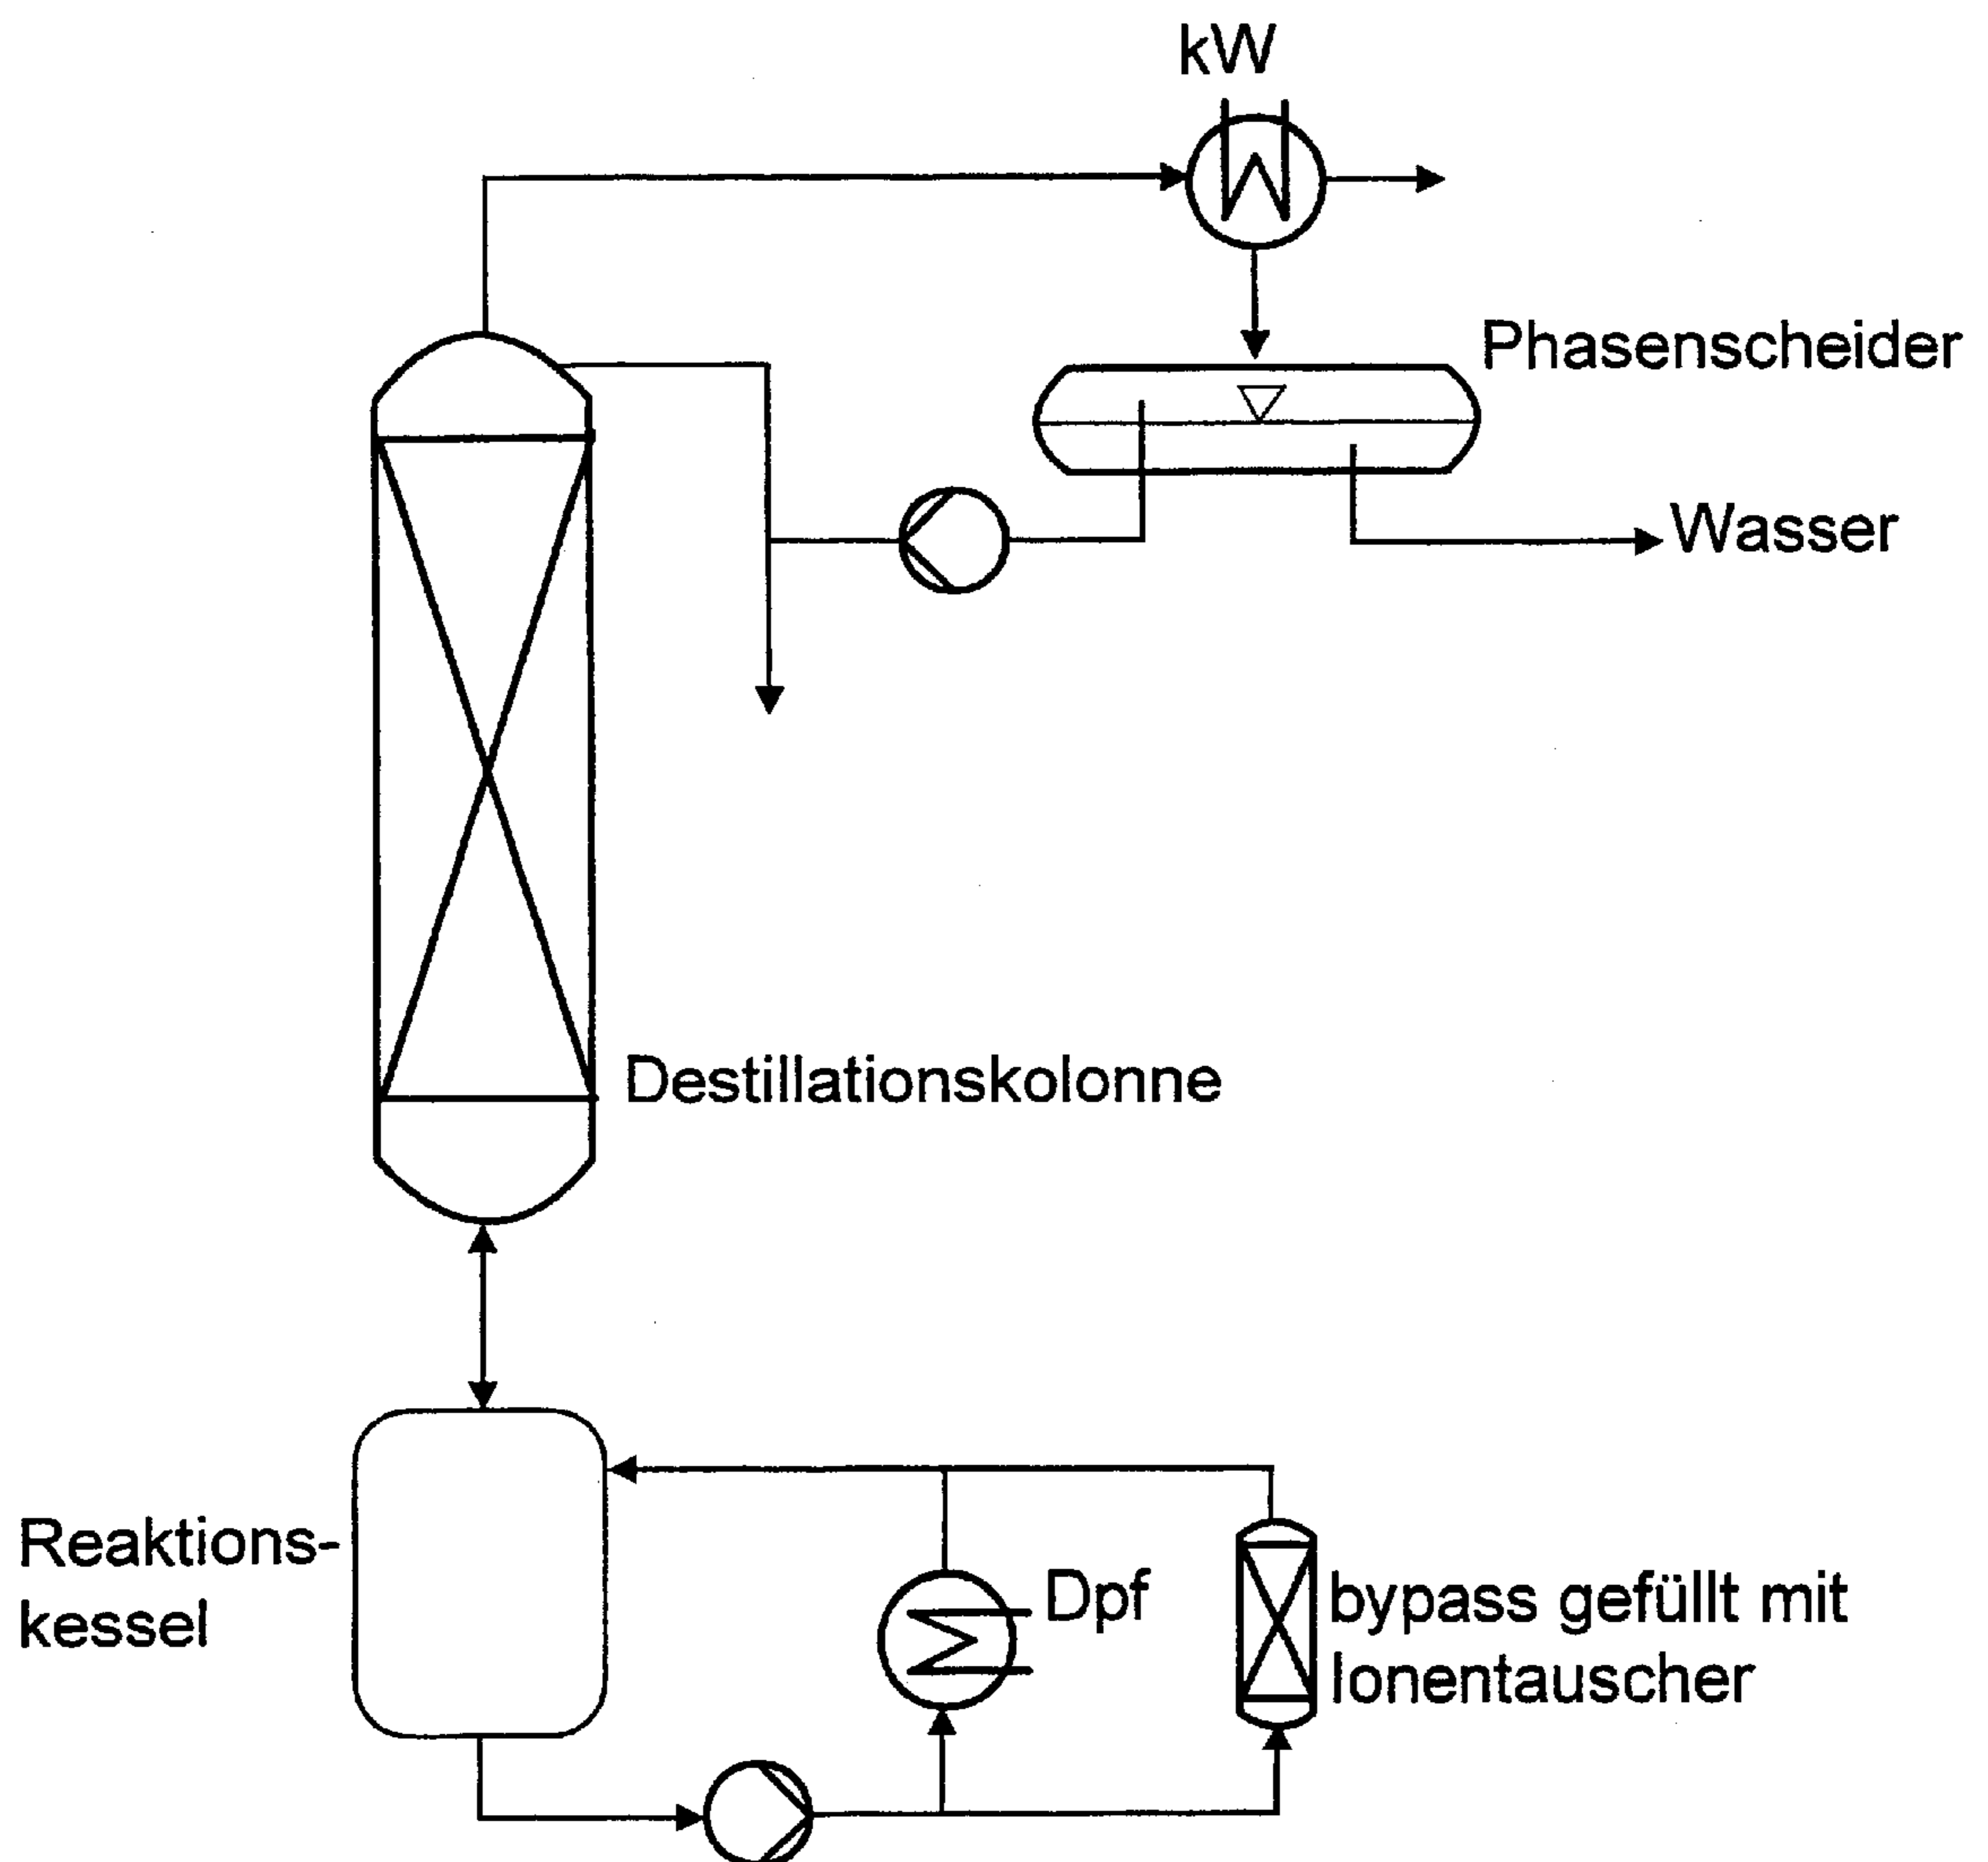 kW
Phasenscheider
Wasser
Destillationskolonne
Reaktions-
kessel
Dpf
bypass gefüllt mit
Ionentauscher